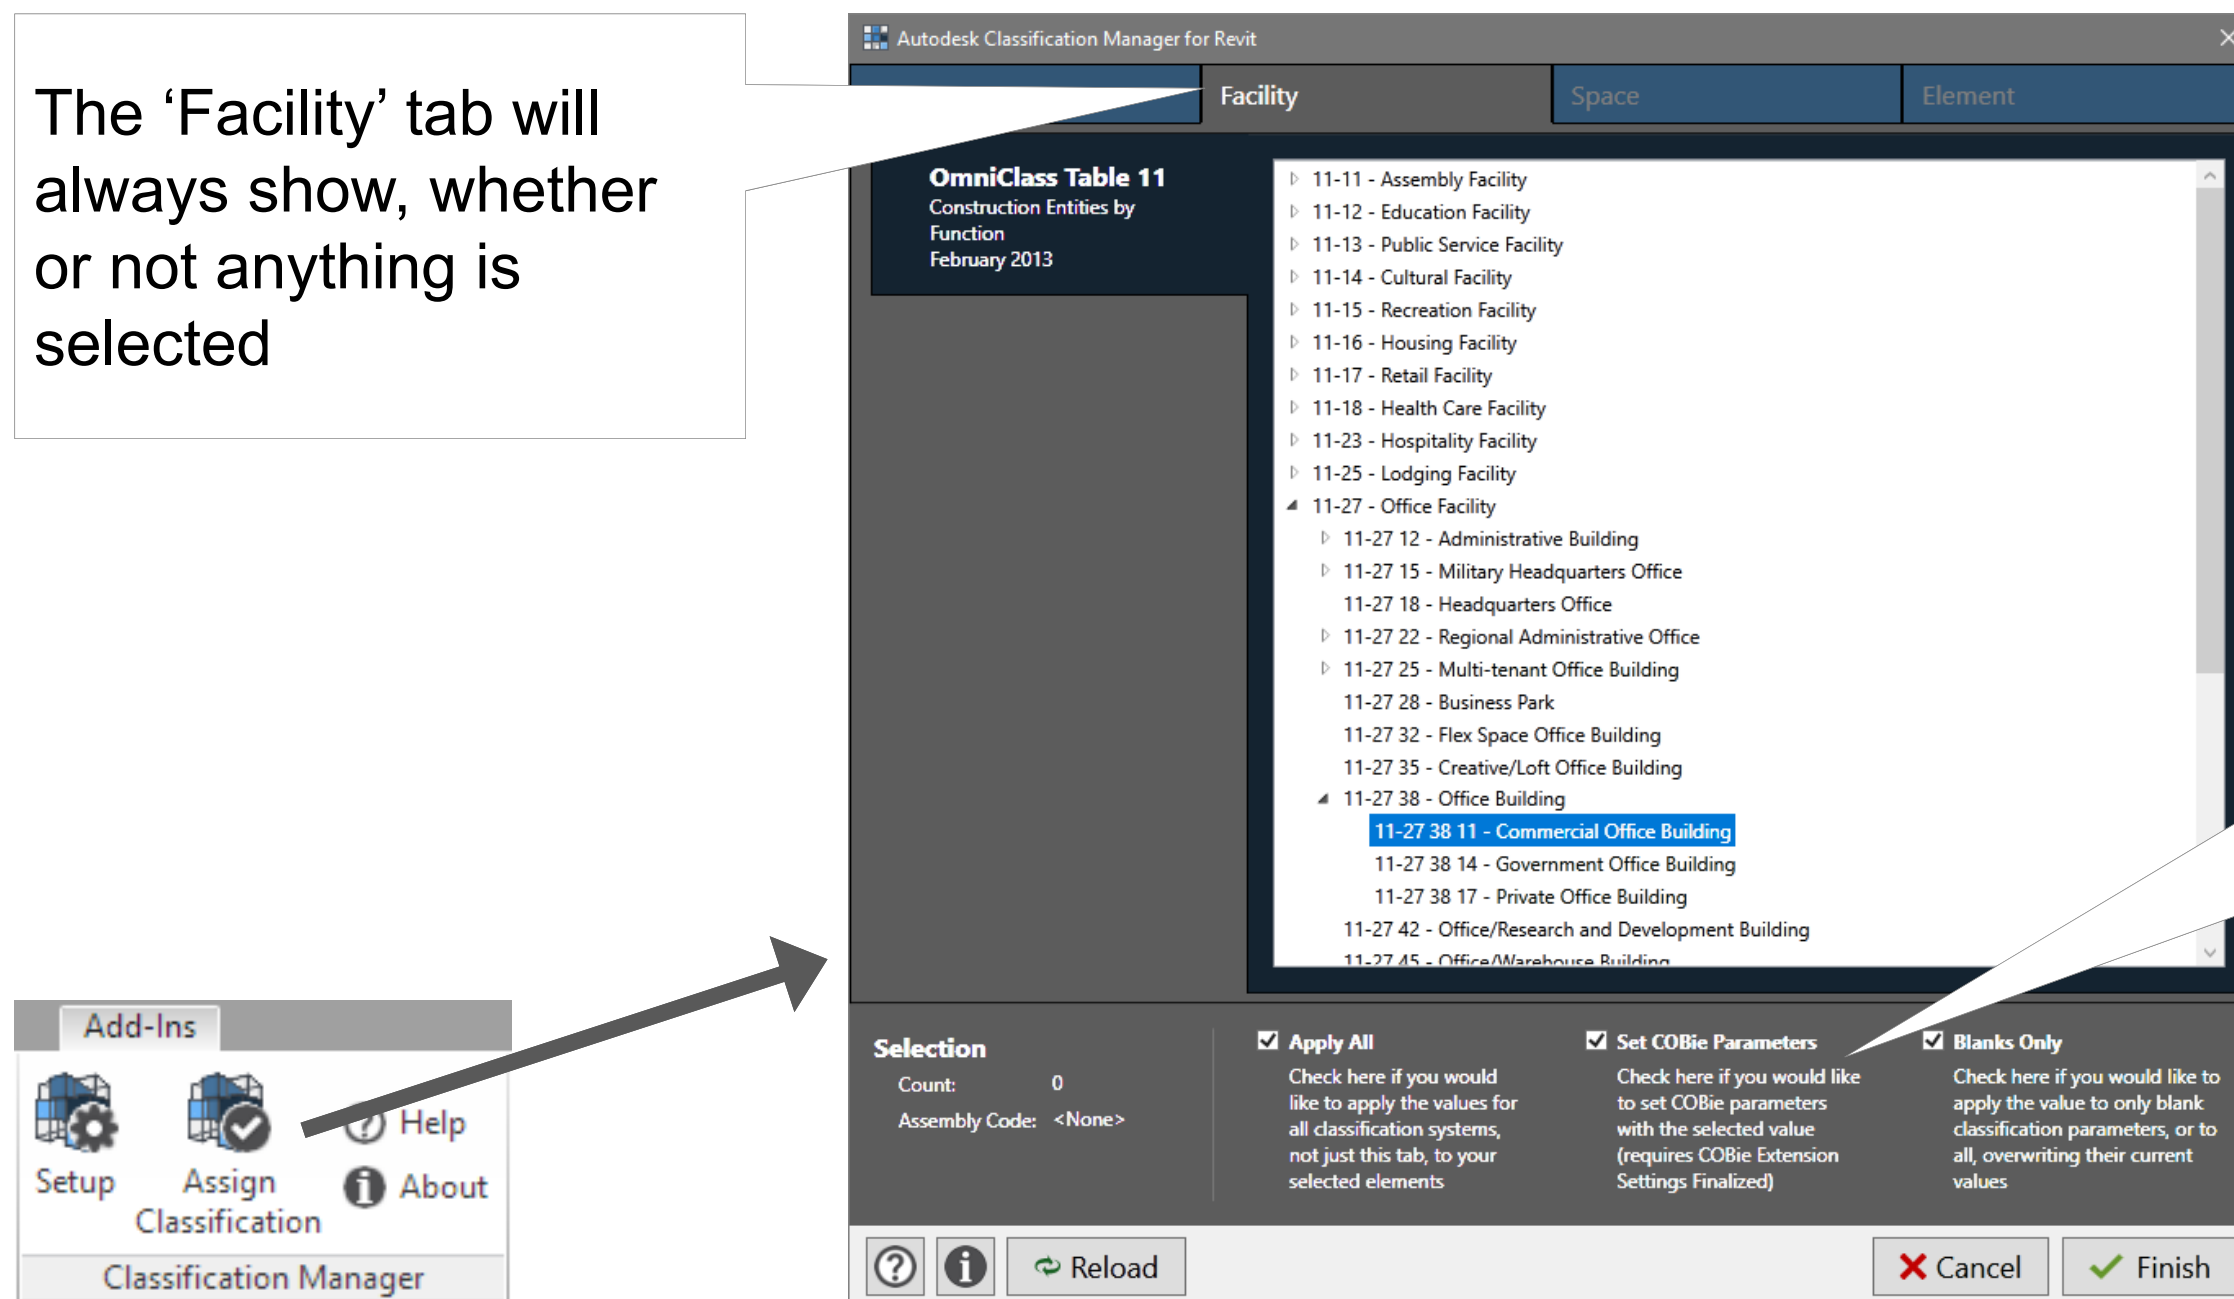 The ‘Facility’ tab will
always show, whether
or not anything is
selected
Autodesk Classification Manager for Revit
Facility
Space
Element
OmniClass Table 11
Construction Entities by
Function
February 2013
11-11 - Assembly Facility
11-12 - Education Facility
11-13 - Public Service Facility
11-14 - Cultural Facility
11-15 - Recreation Facility
11-16 - Housing Facility
11-17 - Retail Facility
11-18 - Health Care Facility
11-23 - Hospitality Facility
11-25 - Lodging Facility
11-27 - Office Facility
11-27 12 - Administrative Building
11-27 15 - Military Headquarters Office
11-27 18 - Headquarters Office
11-27 22 - Regional Administrative Office
11-27 25 - Multi-tenant Office Building
11-27 28 - Business Park
11-27 32 - Flex Space Office Building
11-27 35 - Creative/Loft Office Building
11-27 38 - Office Building
11-27 38 11 - Commercial Office Building
11-27 38 14 - Government Office Building
11-27 38 17 - Private Office Building
11-27 42 - Office/Research and Development Building
11-27 45 - Office/Warehouse Building
Selection
Count: 0
Assembly Code: <None>
Apply All
Check here if you would
like to apply the values for
all classification systems,
not just this tab, to your
selected elements
Set COBie Parameters
Check here if you would like
to set COBie parameters
with the selected value
(requires COBie Extension
Settings Finalized)
Blanks Only
Check here if you would like to
apply the value to only blank
classification parameters, or to
all, overwriting their current
values
Reload
Cancel
Finish
Add-Ins
Setup
Assign
Classification
Help
About
Classification Manager